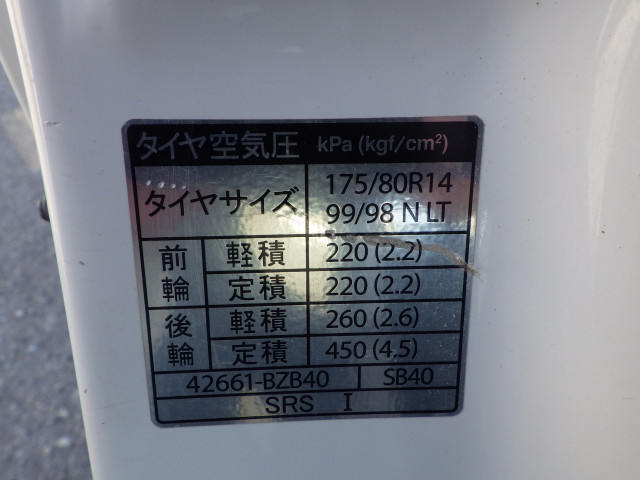 タイヤ空気圧 kPa (kgf/cm²)
タイヤサイズ 175/80R14 99/98 N LT
前輪 軽積 220 (2.2)
定積 220 (2.2)
後輪 軽積 260 (2.6)
定積 450 (4.5)
42661-BZB40 SB40
SRS I